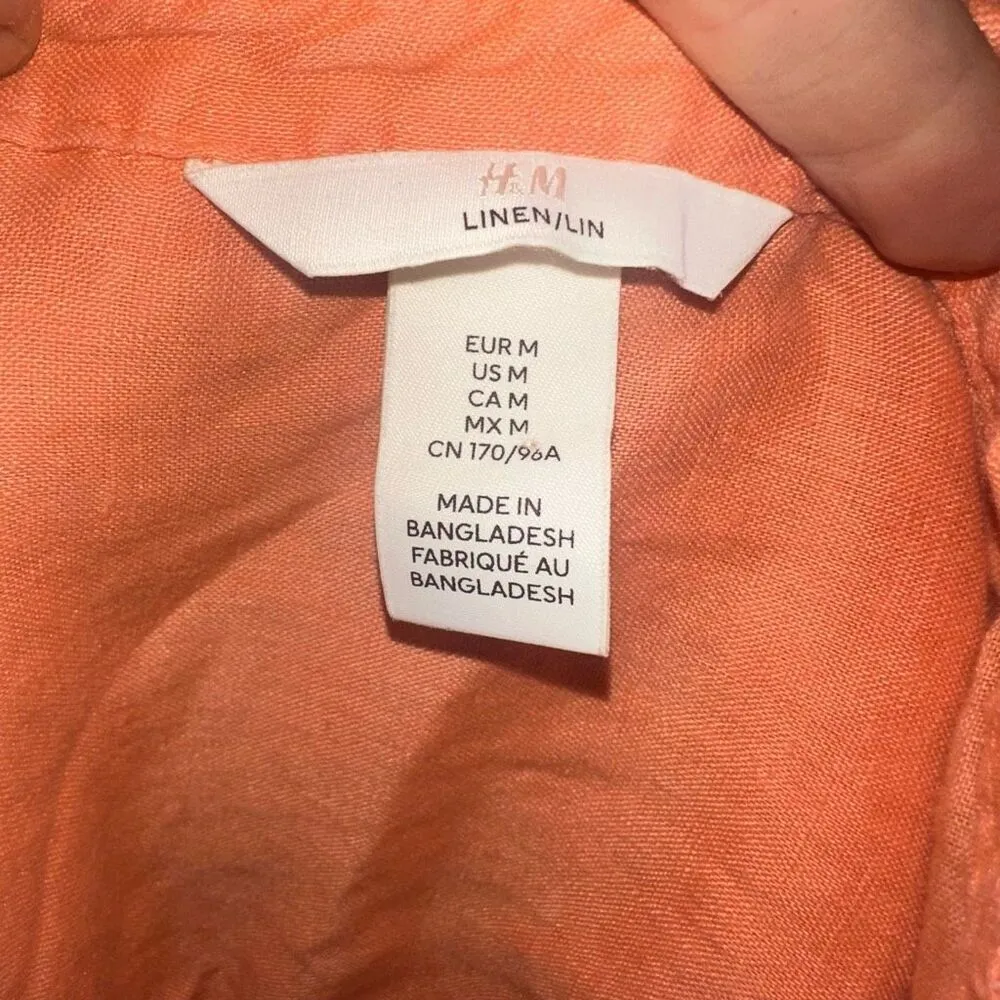 H&M
LINEN/LIN
EUR M
US M
CA M
MX M
CN 170/96A
MADE IN
BANGLADESH
FABRIQUÉ AU
BANGLADESH